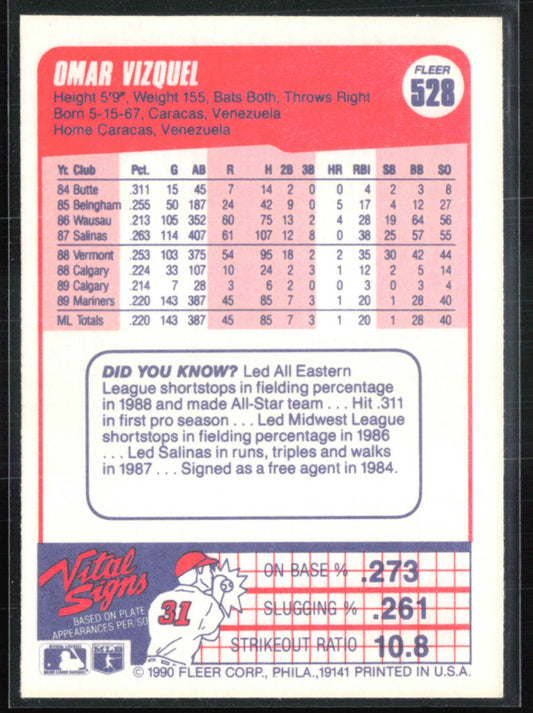 OMAR VIZQUEL
FLEER
528
Height 5'9", Weight 155, Bats Both, Throws Right
Born 5-15-67, Caracas, Venezuela
Home Caracas, Venezuela
Yr. Club Pct. G AB R H 2B 3B HR RBI SB BB SO
84 Butte .311 15 45 7 14 2 0 0 4 2 3 8
85 Belngham .255 50 187 24 42 9 0 5 17 4 12 27
86 Wausau .213 105 352 60 75 13 2 4 28 19 64 56
87 Salinas .263 114 407 61 107 12 8 0 38 25 57 55
88 Vermont .253 103 375 54 95 18 2 2 35 30 42 44
88 Calgary .224 33 107 10 24 2 3 1 12 2 5 14
89 Calgary .214 7 28 3 6 2 0 0 3 0 3 4
89 Mariners .220 143 387 45 85 7 3 1 20 1 28 40
ML Totals .220 143 387 45 85 7 3 1 20 1 28 40
DID YOU KNOW? Led All Eastern
League shortstops in fielding percentage
in 1988 and made All-Star team . . . Hit .311
in first pro season . . . Led Midwest League
shortstops in fielding percentage in 1986
. . . Led Salinas in runs, triples and walks
in 1987 . . . Signed as a free agent in 1984.
Vital Signs
BASED ON PLATE
APPEARANCES PER/SO
31
ON BASE % .273
SLUGGING % .261
STRIKEOUT RATIO 10.8
© 1990 FLEER CORP., PHILA., 19141 PRINTED IN U.S.A.